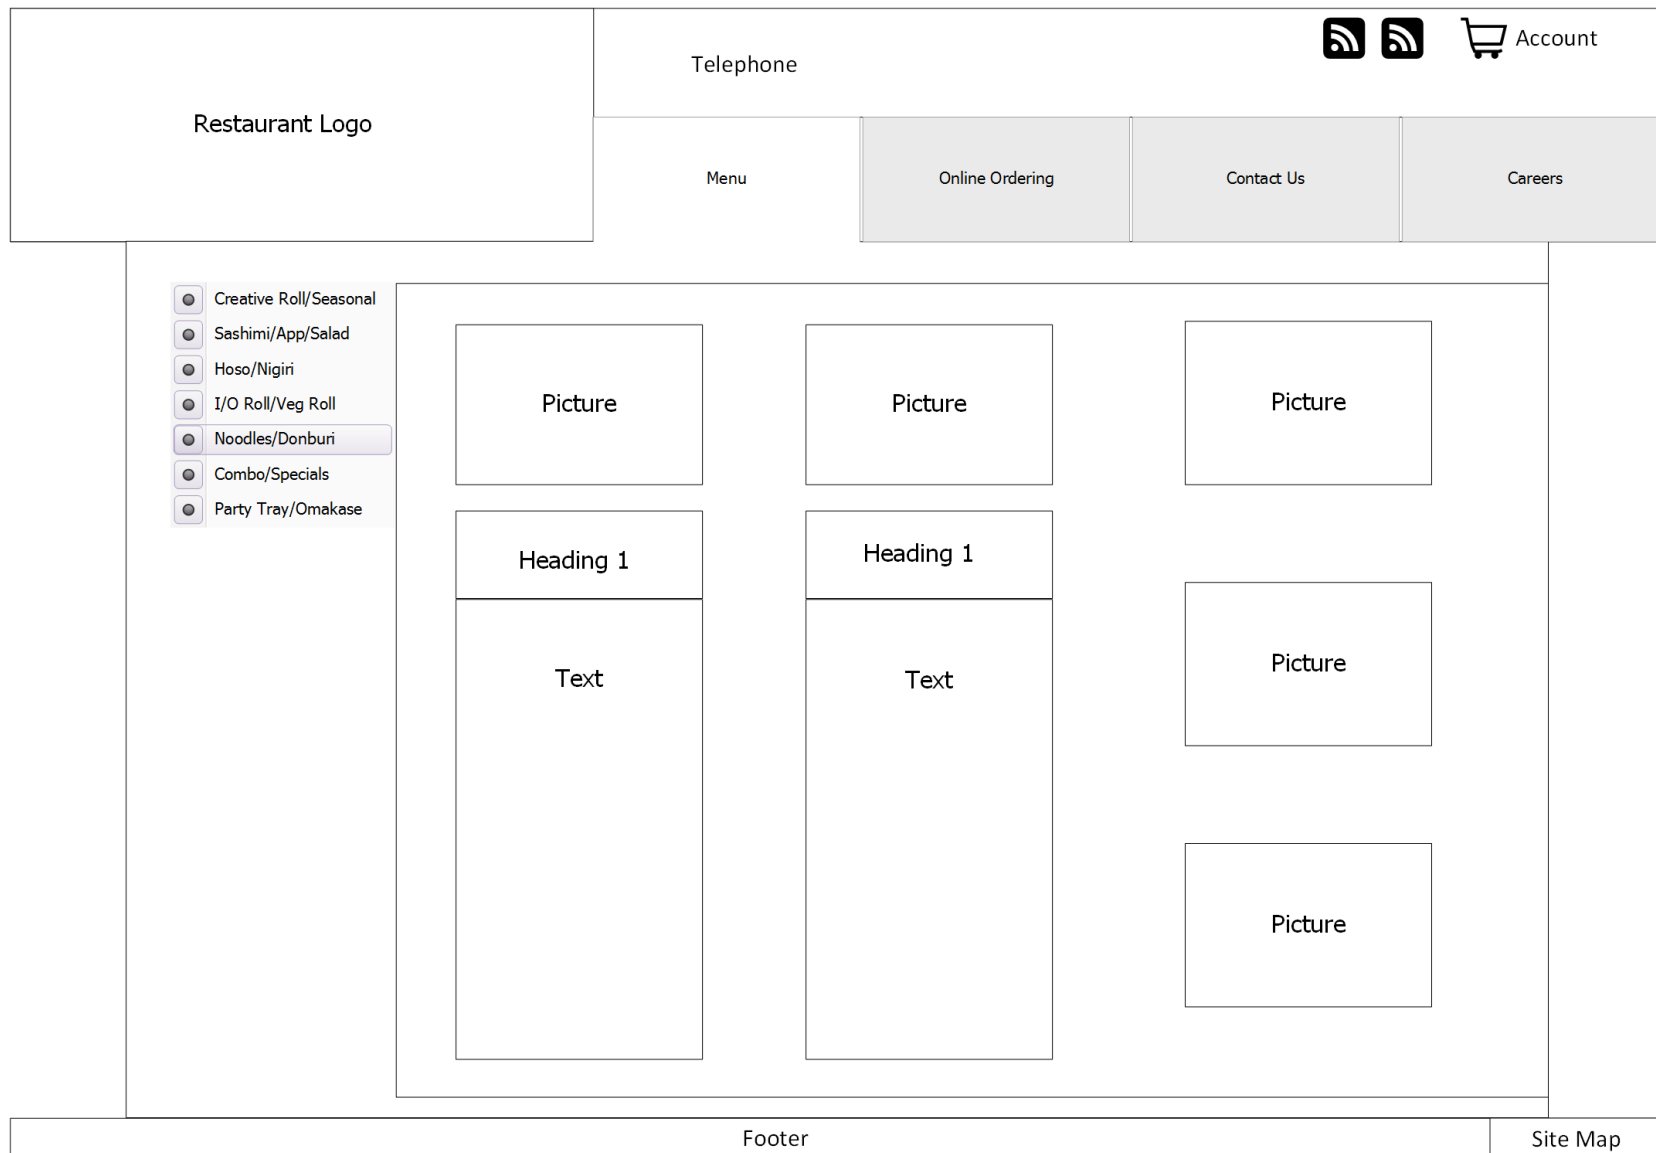 Account
Telephone
Restaurant Logo
Menu
Online Ordering
Contact Us
Careers
Creative Roll/Seasonal
Sashimi/App/Salad
Hoso/Nigiri
I/O Roll/Veg Roll
Noodles/Donburi
Combo/Specials
Party Tray/Omakase
Picture
Picture
Picture
Heading 1
Heading 1
Text
Text
Picture
Picture
Footer
Site Map